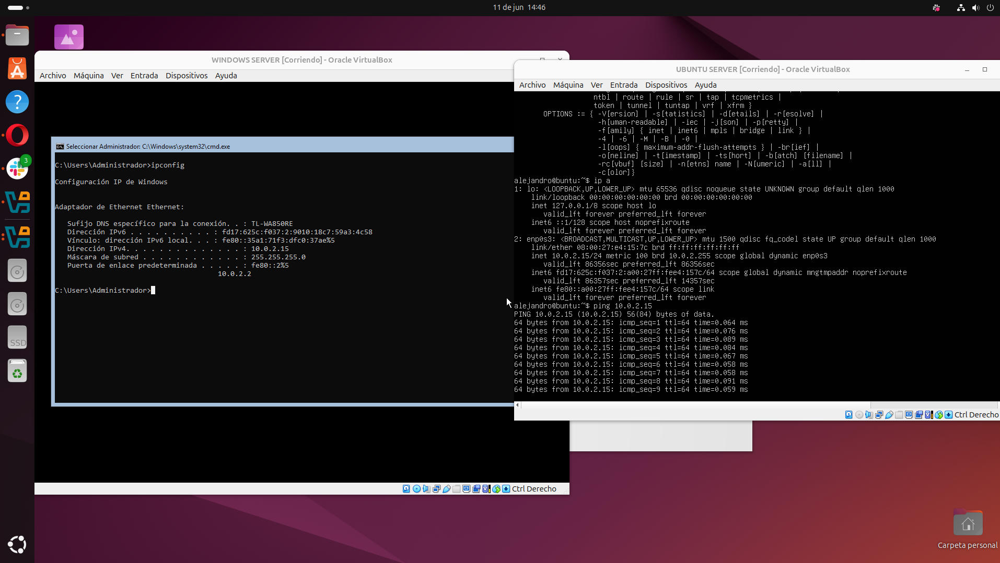 11 de jun 14:46
3
SSD
WINDOWS SERVER [Corriendo] - Oracle VirtualBox
Archivo Máquina Ver Entrada Dispositivos Ayuda
Seleccionar Administrador: C:\Windows\system32\cmd.exe
C:\Users\Administrador>ipconfig
Configuración IP de Windows
Adaptador de Ethernet Ethernet:
Sufijo DNS específico para la conexión. . : TL-WA850RE
Dirección IPv6 . . . . . . . . . . : fd17:625c:f037:2:9010:18c7:59a3:4c58
Vínculo: dirección IPv6 local. . . : fe80::35a1:71f3:dfc0:37ae%5
Dirección IPv4. . . . . . . . . . . . . . : 10.0.2.15
Máscara de subred . . . . . . . . . . . . : 255.255.255.0
Puerta de enlace predeterminada . . . . . : fe80::2%5
10.0.2.2
C:\Users\Administrador>
Ctrl Derecho
UBUNTU SERVER [Corriendo] - Oracle VirtualBox
Archivo Máquina Ver Entrada Dispositivos Ayuda
ntbl | route | rule | sr | tap | tcpmetrics |
token | tunnel | tuntap | vrf | xfrm }
OPTIONS := { -V[ersion] | -s[tatistics] | -d[etails] | -r[esolve] |
-h[uman-readable] | -iec | -j[son] | -p[retty] |
-f[amily] { inet | inet6 | mpls | bridge | link } |
-4 | -6 | -M | -B | -0 |
-l[oops] { maximum-addr-flush-attempts } | -br[ief] |
-o[neline] | -t[imestamp] | -ts[hort] | -b[atch] [filename] |
-rc[vbuf] [size] | -n[etns] name | -N[umeric] | -a[ll] |
-c[olor]}
alejandro@buntu:~$ ip a
1: lo: <LOOPBACK,UP,LOWER_UP> mtu 65536 qdisc noqueue state UNKNOWN group default qlen 1000
link/loopback 00:00:00:00:00:00 brd 00:00:00:00:00:00
inet 127.0.0.1/8 scope host lo
valid_lft forever preferred_lft forever
inet6 ::1/128 scope host noprefixroute
valid_lft forever preferred_lft forever
2: enp0s3: <BROADCAST,MULTICAST,UP,LOWER_UP> mtu 1500 qdisc fq_codel state UP group default qlen 1000
link/ether 08:00:27:e4:15:7c brd ff:ff:ff:ff:ff:ff
inet 10.0.2.15/24 metric 100 brd 10.0.2.255 scope global dynamic enp0s3
valid_lft 86356sec preferred_lft 86356sec
inet6 fd17:625c:f037:2:a00:27ff:fee4:157c/64 scope global dynamic mngtmpaddr noprefixroute
valid_lft 86357sec preferred_lft 14357sec
inet6 fe80::a00:27ff:fee4:157c/64 scope link
valid_lft forever preferred_lft forever
alejandro@buntu:~$ ping 10.0.2.15
PING 10.0.2.15 (10.0.2.15) 56(84) bytes of data.
64 bytes from 10.0.2.15: icmp_seq=1 ttl=64 time=0.064 ms
64 bytes from 10.0.2.15: icmp_seq=2 ttl=64 time=0.076 ms
64 bytes from 10.0.2.15: icmp_seq=3 ttl=64 time=0.089 ms
64 bytes from 10.0.2.15: icmp_seq=4 ttl=64 time=0.084 ms
64 bytes from 10.0.2.15: icmp_seq=5 ttl=64 time=0.067 ms
64 bytes from 10.0.2.15: icmp_seq=6 ttl=64 time=0.058 ms
64 bytes from 10.0.2.15: icmp_seq=7 ttl=64 time=0.058 ms
64 bytes from 10.0.2.15: icmp_seq=8 ttl=64 time=0.091 ms
64 bytes from 10.0.2.15: icmp_seq=9 ttl=64 time=0.059 ms
Ctrl Derecho
Carpeta personal